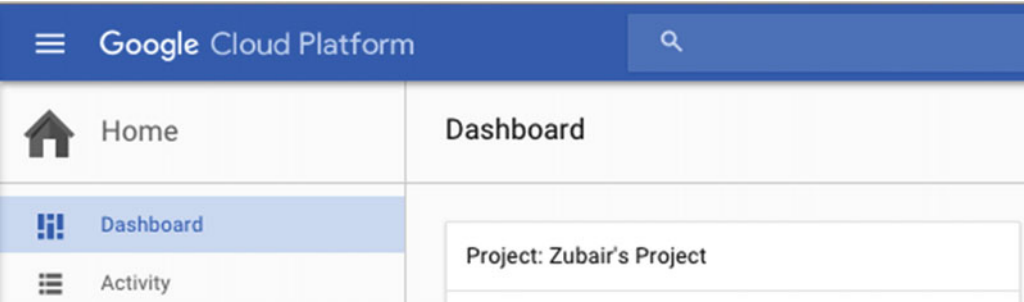 Google Cloud Platform
Home
Dashboard
Dashboard
Project: Zubair's Project
Activity